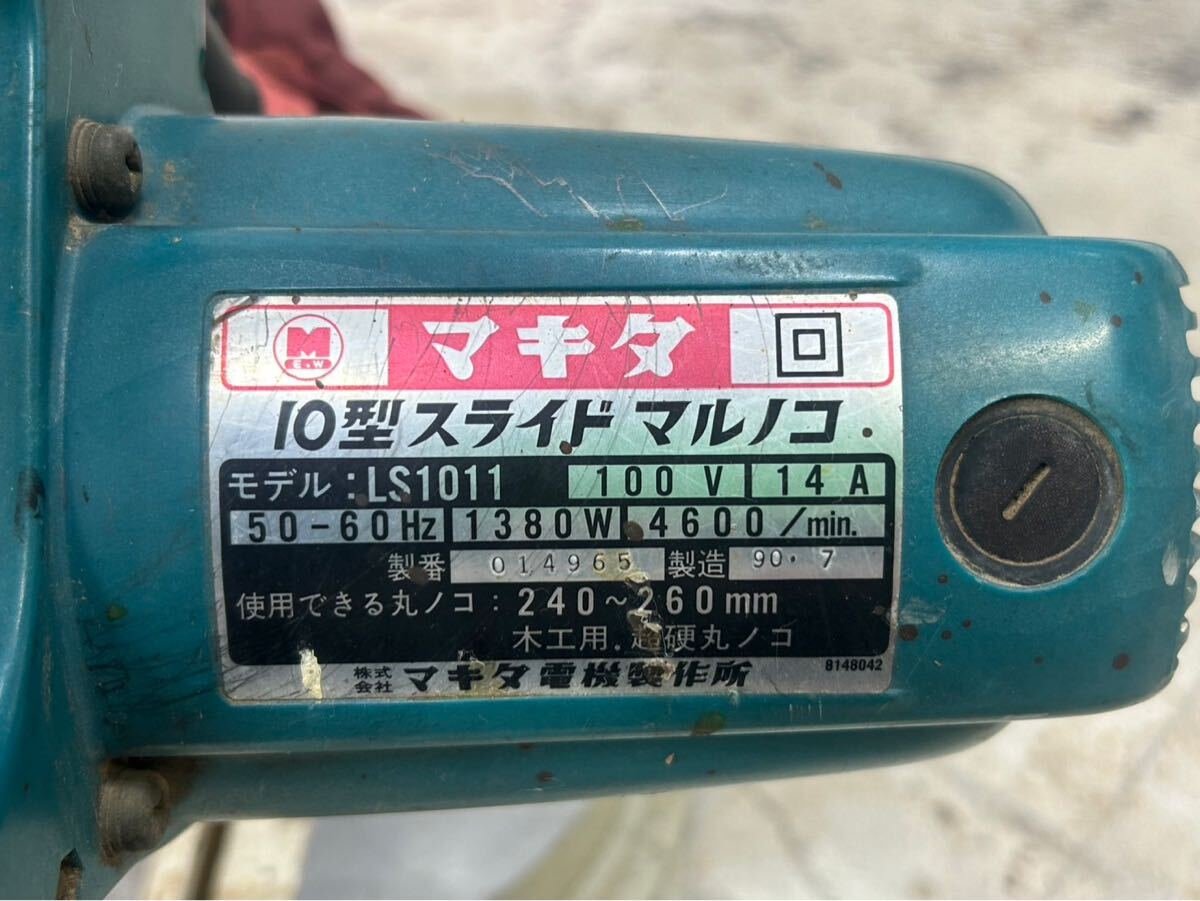 M
E.W
マキタ
10型スライドマルノコ
モデル:LS1011 100V 14A
50-60Hz 1380W 4600/min.
製番 014965 製造 90.7
使用できる丸ノコ:240~260mm
木工用.超硬丸ノコ
株式会社 マキタ電機製作所 8148042